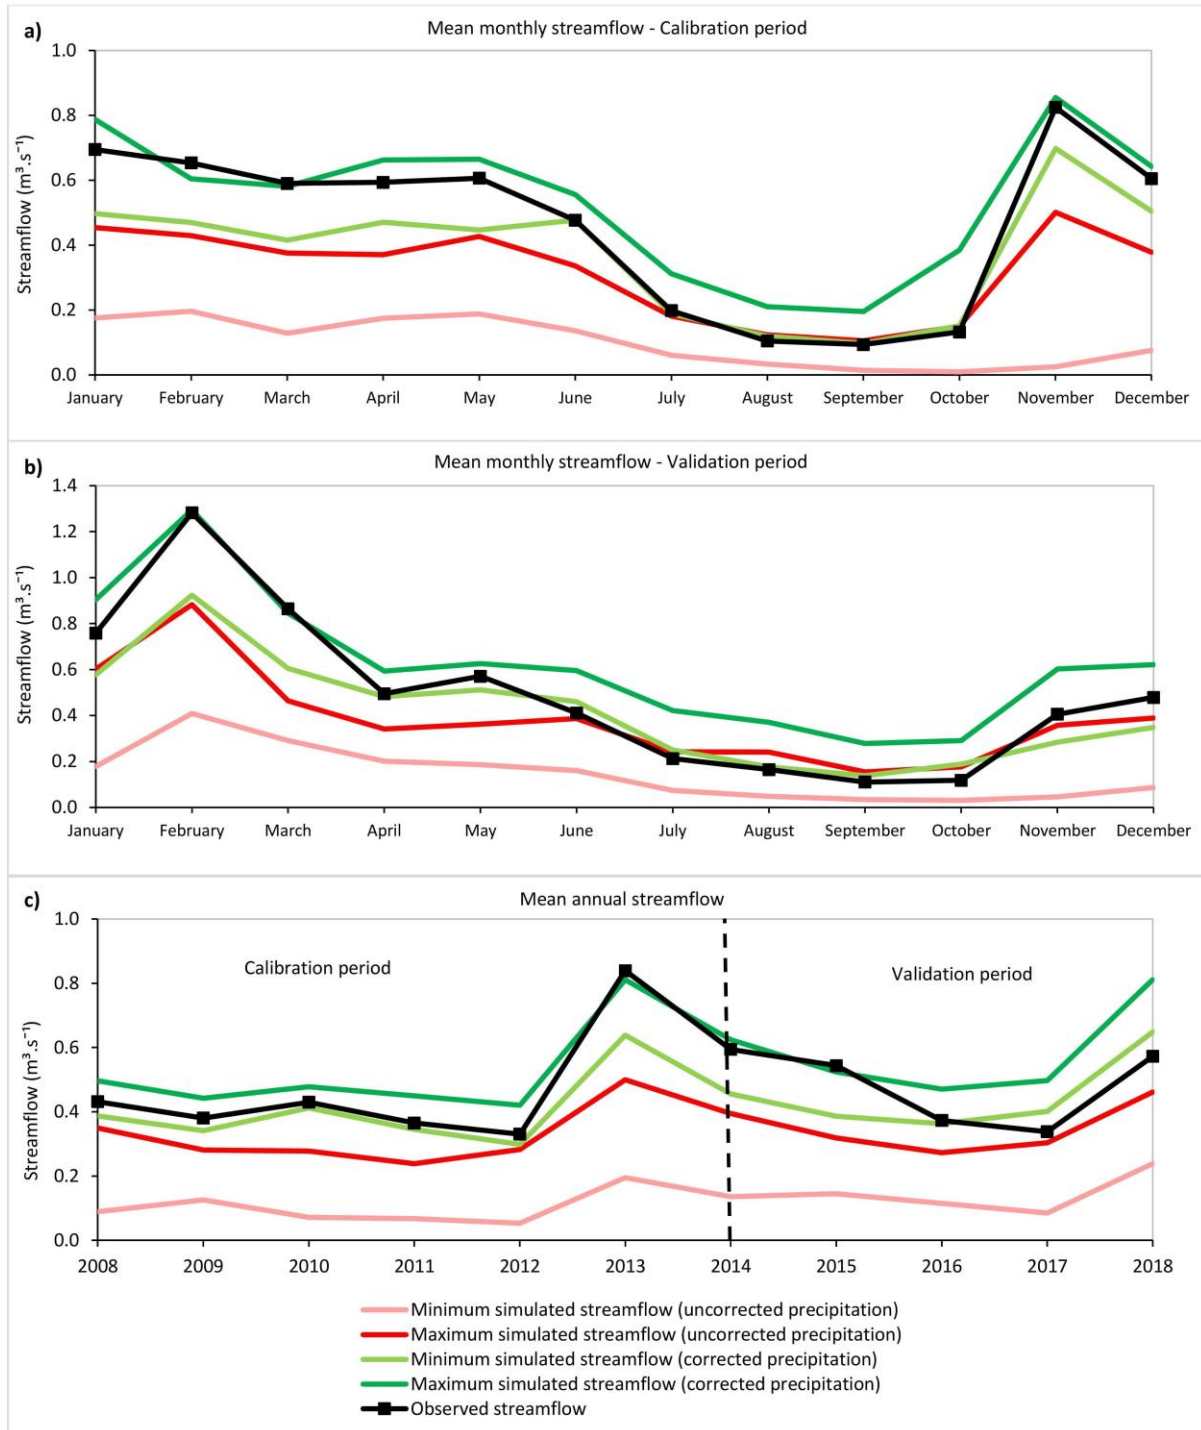 a)
Mean monthly streamflow - Calibration period
1.0
0.8
0.6
0.4
0.2
0.0
Streamflow (m³.s⁻¹)
January February March April May June July August September October November December
b)
Mean monthly streamflow - Validation period
1.4
1.2
1.0
0.8
0.6
0.4
0.2
0.0
Streamflow (m³.s⁻¹)
January February March April May June July August September October November December
c)
Mean annual streamflow
1.0
0.8
0.6
0.4
0.2
0.0
Streamflow (m³.s⁻¹)
Calibration period
Validation period
2008 2009 2010 2011 2012 2013 2014 2015 2016 2017 2018
Minimum simulated streamflow (uncorrected precipitation)
Maximum simulated streamflow (uncorrected precipitation)
Minimum simulated streamflow (corrected precipitation)
Maximum simulated streamflow (corrected precipitation)
Observed streamflow